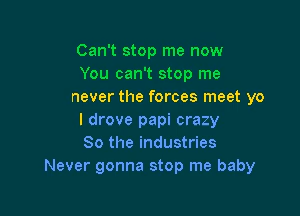 Can't stop me now
You can't stop me
never the forces meet yo
I drove papi crazy
So the industries
Never gonna stop me baby